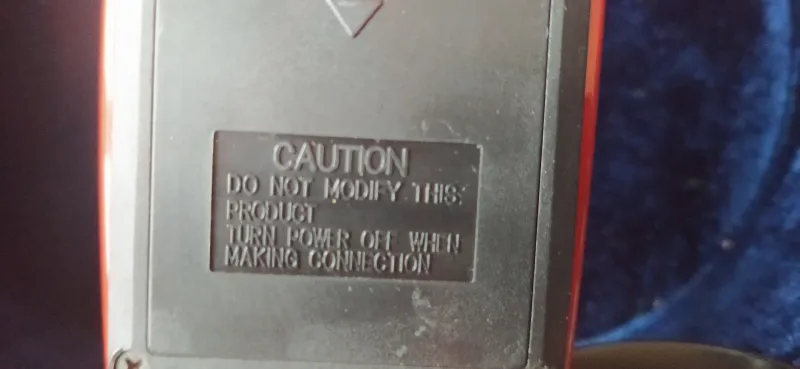 CAUTION
DO NOT MODIFY THIS
PRODUCT
TURN POWER OFF WHEN
MAKING CONNECTION